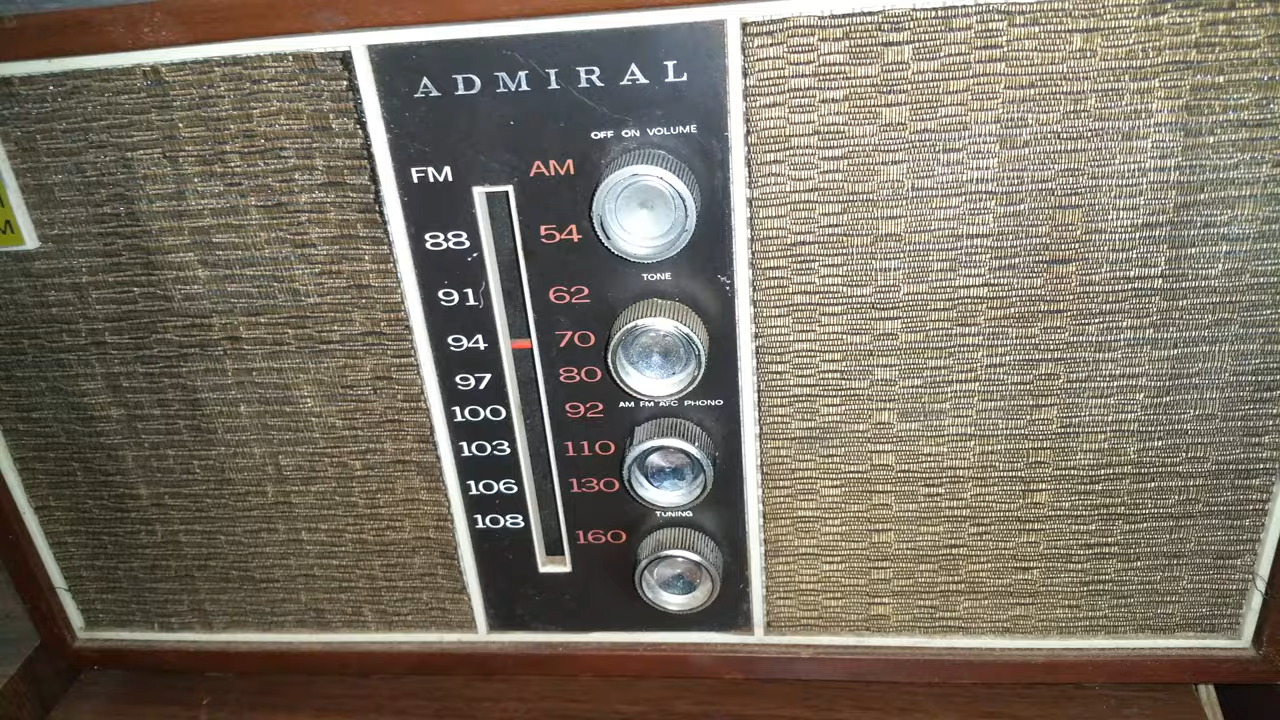 ADMIRAL
OFF ON VOLUME
FM AM
88 54
91 62
94 70
97 80
100 92
103 110
106 130
108 160
TONE
AM FM AFC PHONO
TUNING
M